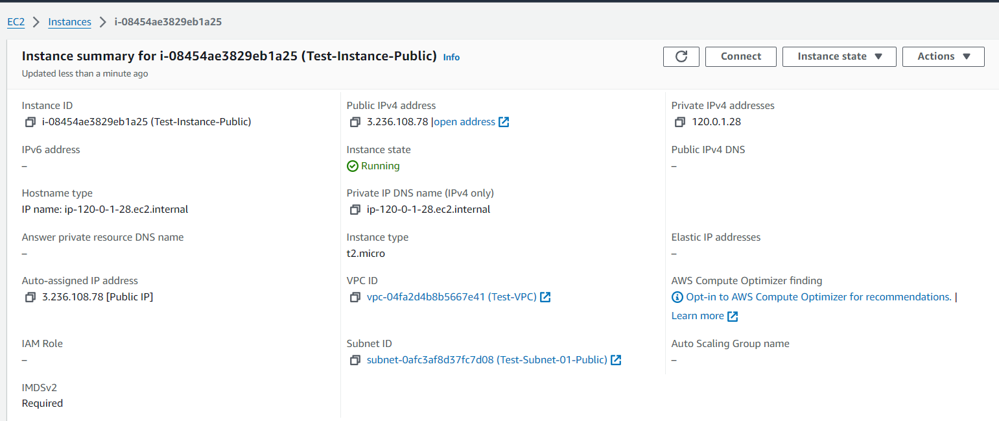 EC2 > Instances > i-08454ae3829eb1a25
Instance summary for i-08454ae3829eb1a25 (Test-Instance-Public) Info
Updated less than a minute ago
Connect
Instance state
Actions
Instance ID
i-08454ae3829eb1a25 (Test-Instance-Public)
Public IPv4 address
3.236.108.78 |open address
Private IPv4 addresses
120.0.1.28
IPv6 address
–
Instance state
Running
Public IPv4 DNS
–
Hostname type
IP name: ip-120-0-1-28.ec2.internal
Private IP DNS name (IPv4 only)
ip-120-0-1-28.ec2.internal
Answer private resource DNS name
–
Instance type
t2.micro
Elastic IP addresses
–
Auto-assigned IP address
3.236.108.78 [Public IP]
VPC ID
vpc-04fa2d4b8b5667e41 (Test-VPC)
AWS Compute Optimizer finding
Opt-in to AWS Compute Optimizer for recommendations. |
Learn more
IAM Role
–
Subnet ID
subnet-0afc3af8d37fc7d08 (Test-Subnet-01-Public)
Auto Scaling Group name
–
IMDSv2
Required